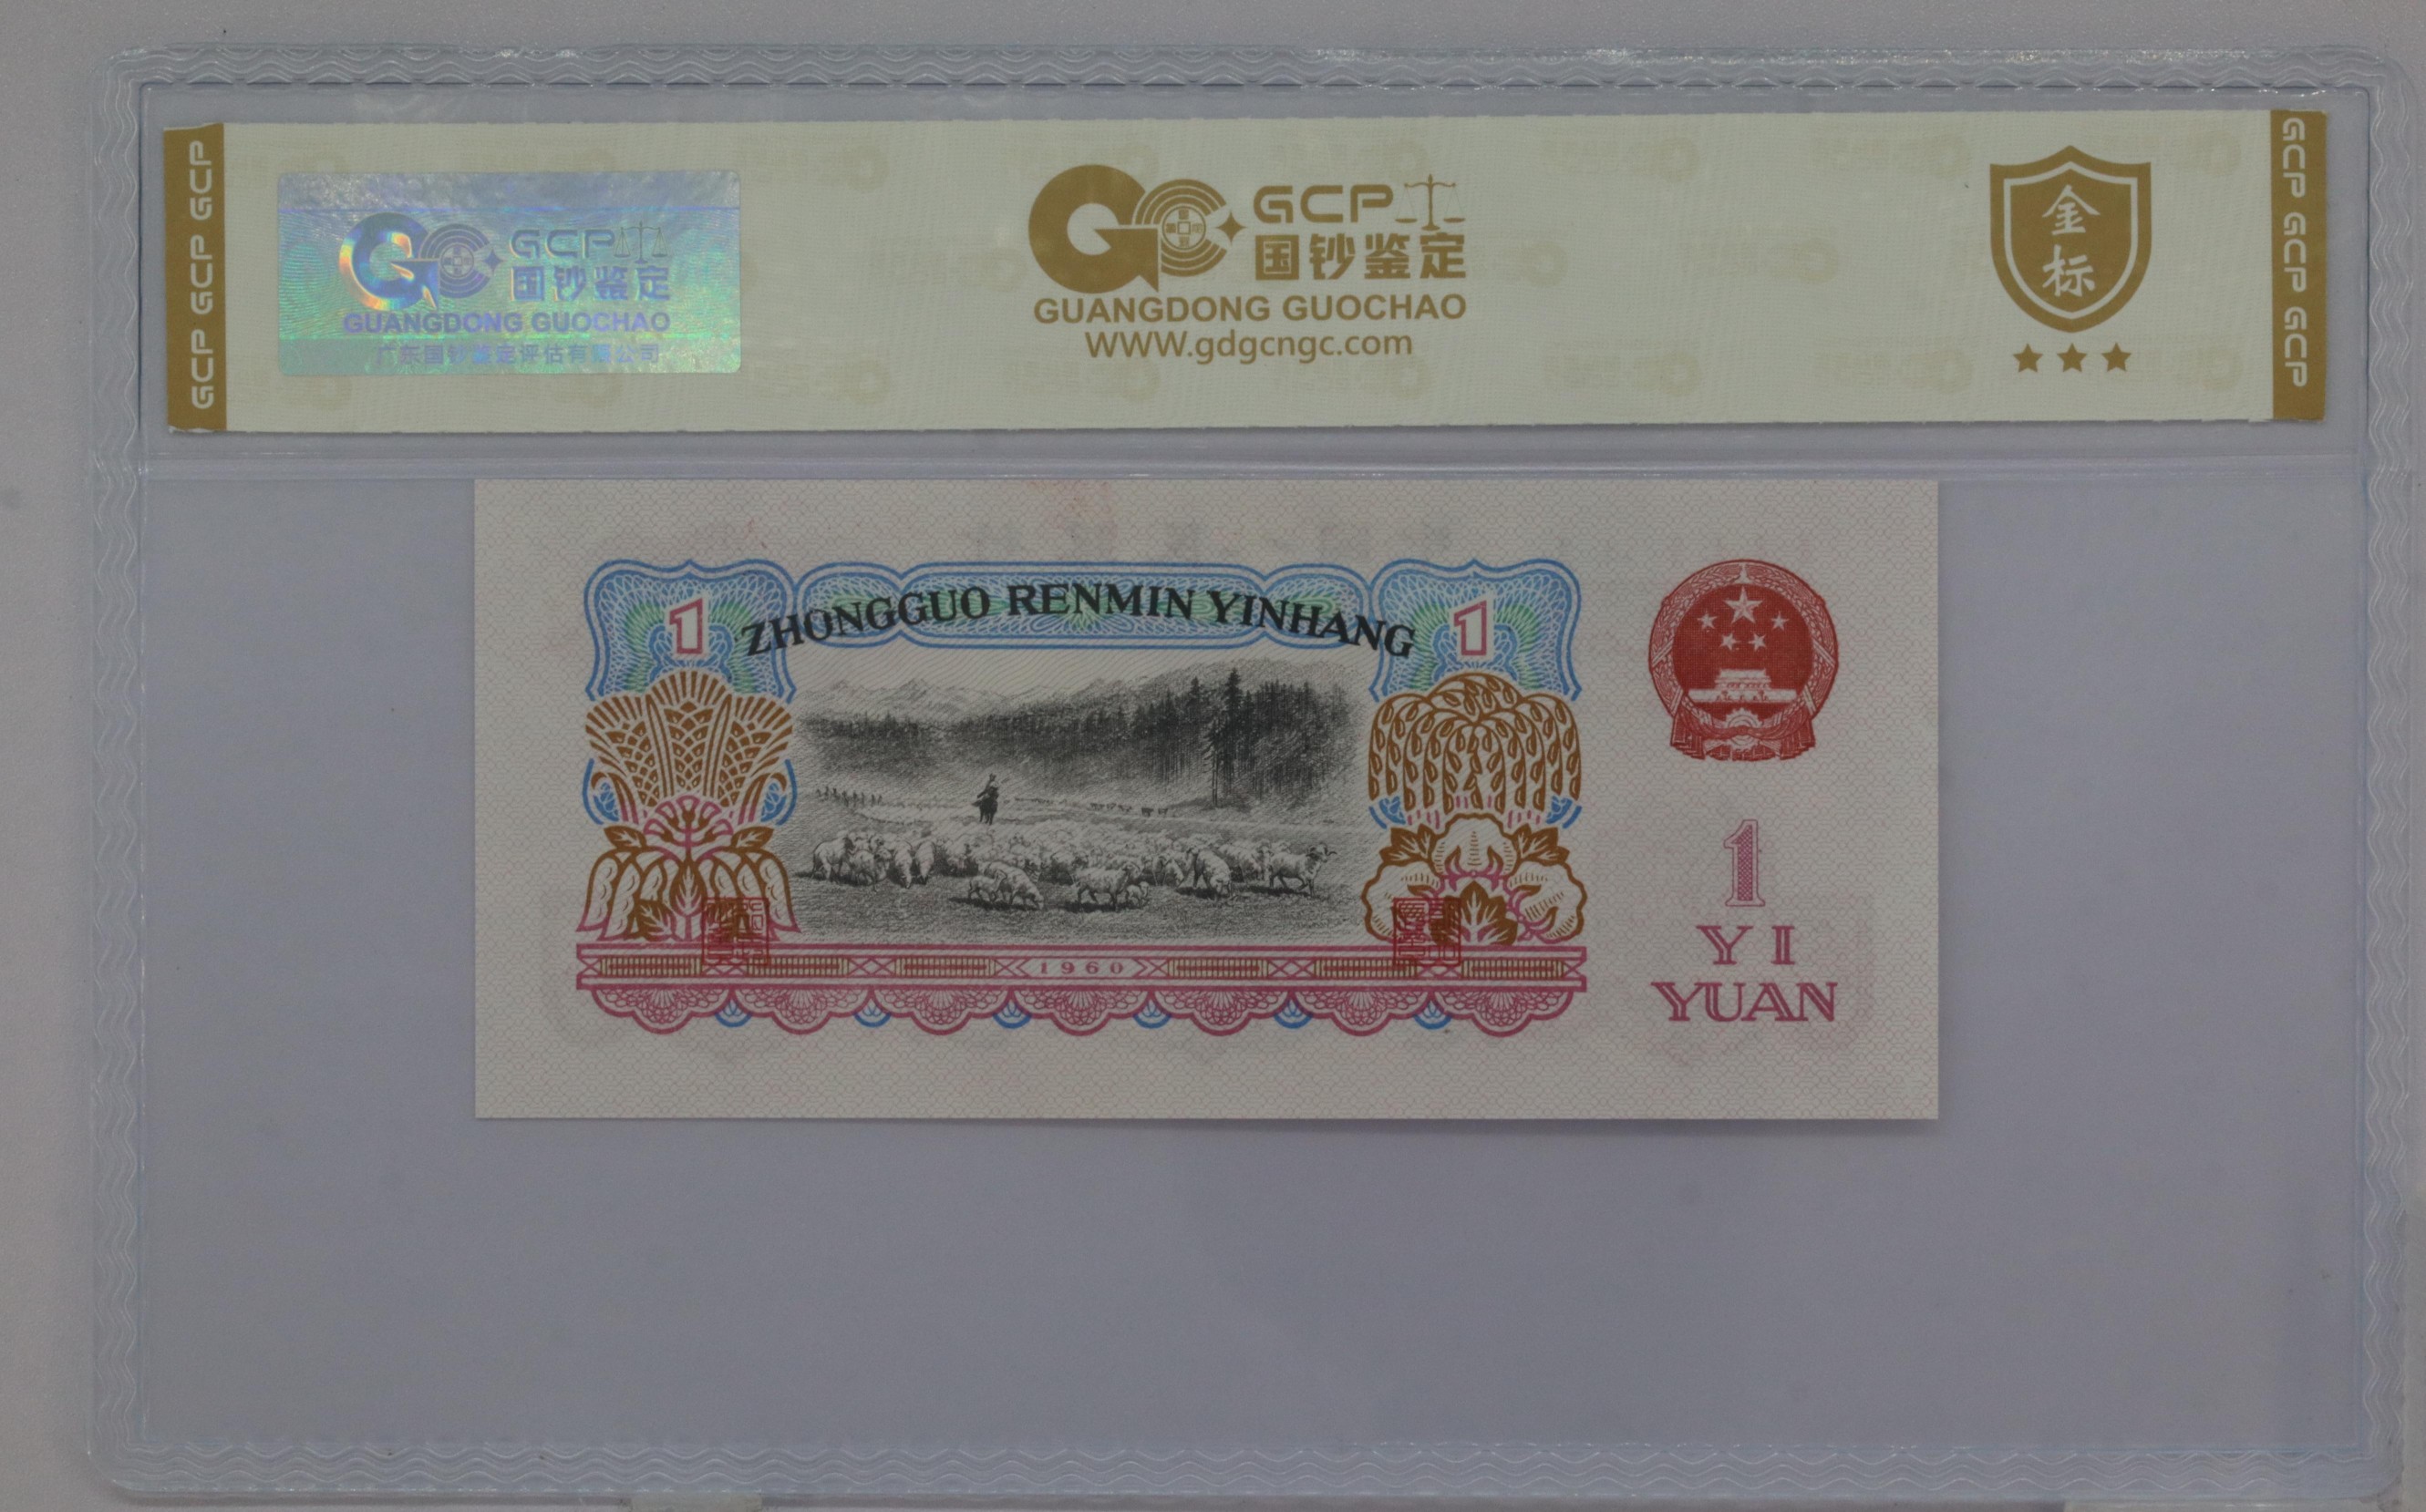 GCP GCP GCP
GCP
国钞鉴定
GUANGDONG GUOCHAO
广东国钞鉴定评估有限公司
GCP
国钞鉴定
GUANGDONG GUOCHAO
WWW.gdgcngc.com
金
标
GCP GCP GCP
1
ZHONGGUO RENMIN YINHANG
1
1960
1
YI
YUAN